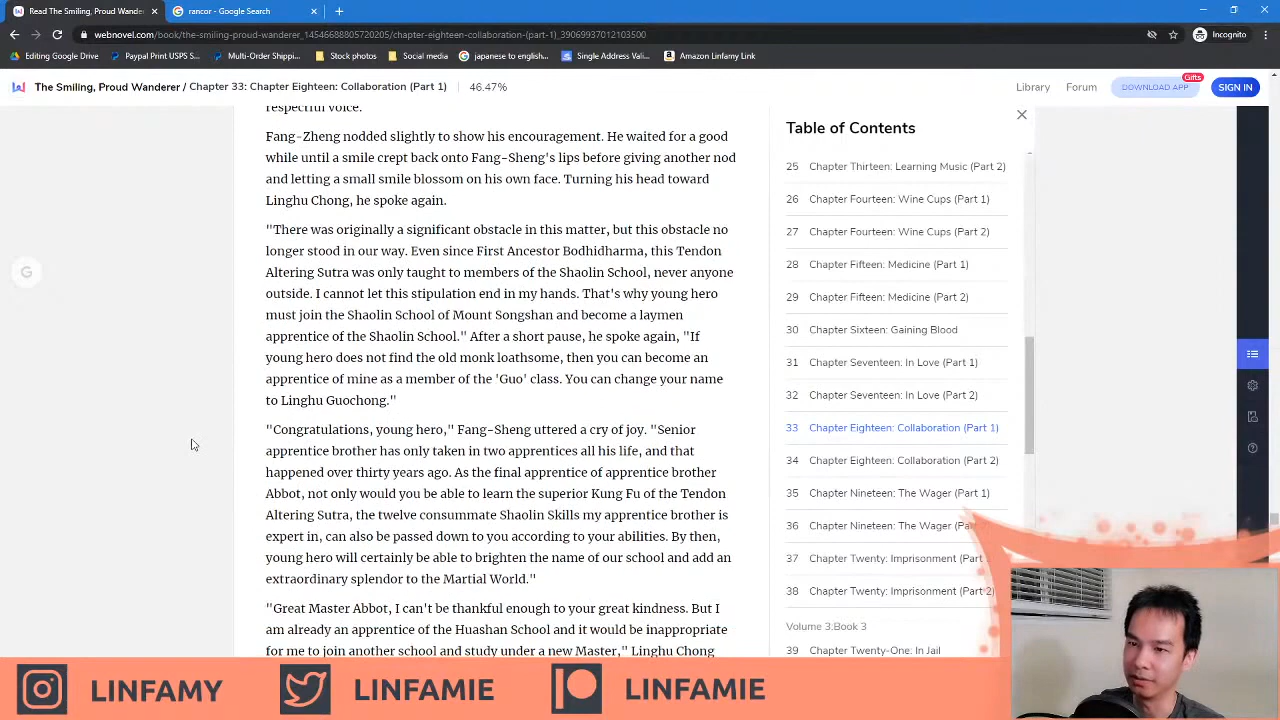 Read The Smiling, Proud Wander
rancor - Google Search
webnovel.com/book/the-smiling-proud-wanderer_14546688805720205/chapter-eighteen-collaboration-(part-1)_39069937012103500
Incognito
Editing Google Drive
Paypal Print USPS S...
Multi-Order Shippi...
Stock photos
Social media
japanese to english...
Single Address Vali...
Amazon Linfamy Link
The Smiling, Proud Wanderer / Chapter 33: Chapter Eighteen: Collaboration (Part 1)
46.47%
Library
Forum
Gifts
DOWNLOAD APP
SIGN IN
respectful voice.
Fang-Zheng nodded slightly to show his encouragement. He waited for a good
while until a smile crept back onto Fang-Sheng's lips before giving another nod
and letting a small smile blossom on his own face. Turning his head toward
Linghu Chong, he spoke again.
"There was originally a significant obstacle in this matter, but this obstacle no
longer stood in our way. Even since First Ancestor Bodhidharma, this Tendon
Altering Sutra was only taught to members of the Shaolin School, never anyone
outside. I cannot let this stipulation end in my hands. That's why young hero
must join the Shaolin School of Mount Songshan and become a laymen
apprentice of the Shaolin School." After a short pause, he spoke again, "If
young hero does not find the old monk loathsome, then you can become an
apprentice of mine as a member of the 'Guo' class. You can change your name
to Linghu Guochong."
"Congratulations, young hero," Fang-Sheng uttered a cry of joy. "Senior
apprentice brother has only taken in two apprentices all his life, and that
happened over thirty years ago. As the final apprentice of apprentice brother
Abbot, not only would you be able to learn the superior Kung Fu of the Tendon
Altering Sutra, the twelve consummate Shaolin Skills my apprentice brother is
expert in, can also be passed down to you according to your abilities. By then,
young hero will certainly be able to brighten the name of our school and add an
extraordinary splendor to the Martial World."
"Great Master Abbot, I can't be thankful enough to your great kindness. But I
am already an apprentice of the Huashan School and it would be inappropriate
for me to join another school and study under a new Master," Linghu Chong
Table of Contents
25 Chapter Thirteen: Learning Music (Part 2)
26 Chapter Fourteen: Wine Cups (Part 1)
27 Chapter Fourteen: Wine Cups (Part 2)
28 Chapter Fifteen: Medicine (Part 1)
29 Chapter Fifteen: Medicine (Part 2)
30 Chapter Sixteen: Gaining Blood
31 Chapter Seventeen: In Love (Part 1)
32 Chapter Seventeen: In Love (Part 2)
33 Chapter Eighteen: Collaboration (Part 1)
34 Chapter Eighteen: Collaboration (Part 2)
35 Chapter Nineteen: The Wager (Part 1)
36 Chapter Nineteen: The Wager (Pa
37 Chapter Twenty: Imprisonment (Part
38 Chapter Twenty: Imprisonment (Part 2)
Volume 3:Book 3
39 Chapter Twenty-One: In Jail
LINFAMY
LINFAMIE
LINFAMIE